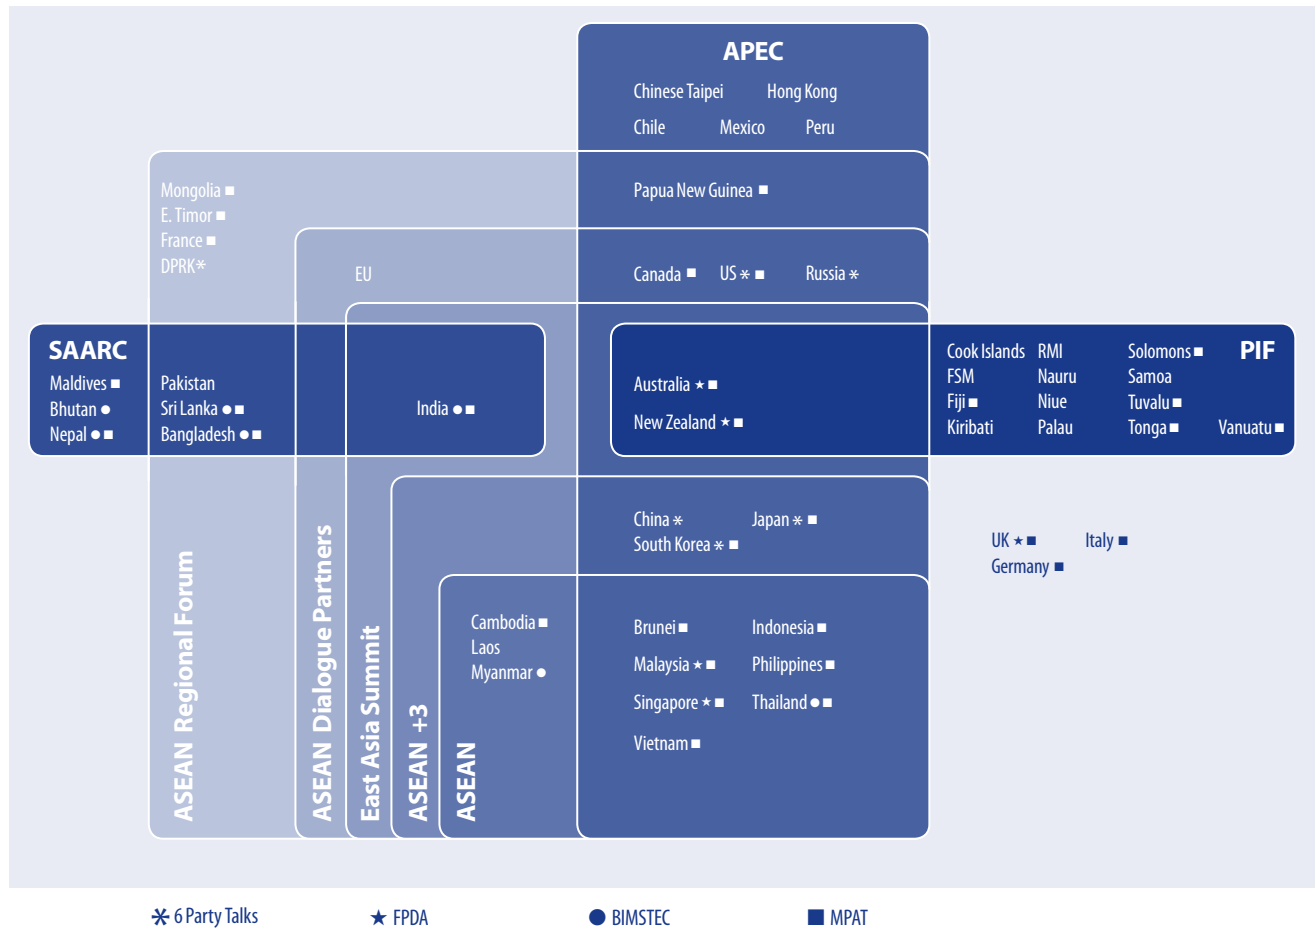 APEC
Chinese Taipei Hong Kong
Chile Mexico Peru
Mongolia ■
E. Timor ■
France ■
DPRK*
Papua New Guinea ■
EU
Canada ■ US * ■ Russia *
SAARC
Maldives ■
Bhutan ●
Nepal ● ■
Pakistan
Sri Lanka ● ■
Bangladesh ● ■
India ● ■
Australia ★ ■
New Zealand ★ ■
PIF
Cook Islands RMI Solomons ■
FSM Nauru Samoa
Fiji ■ Niue Tuvalu ■
Kiribati Palau Tonga ■ Vanuatu ■
China * Japan * ■
South Korea * ■
UK ★ ■ Italy ■
Germany ■
Cambodia ■
Laos
Myanmar ●
Brunei ■ Indonesia ■
Malaysia ★ ■ Philippines ■
Singapore ★ ■ Thailand ● ■
Vietnam ■
ASEAN Regional Forum
ASEAN Dialogue Partners
East Asia Summit
ASEAN +3
ASEAN
* 6 Party Talks ★ FPDA ● BIMSTEC ■ MPAT